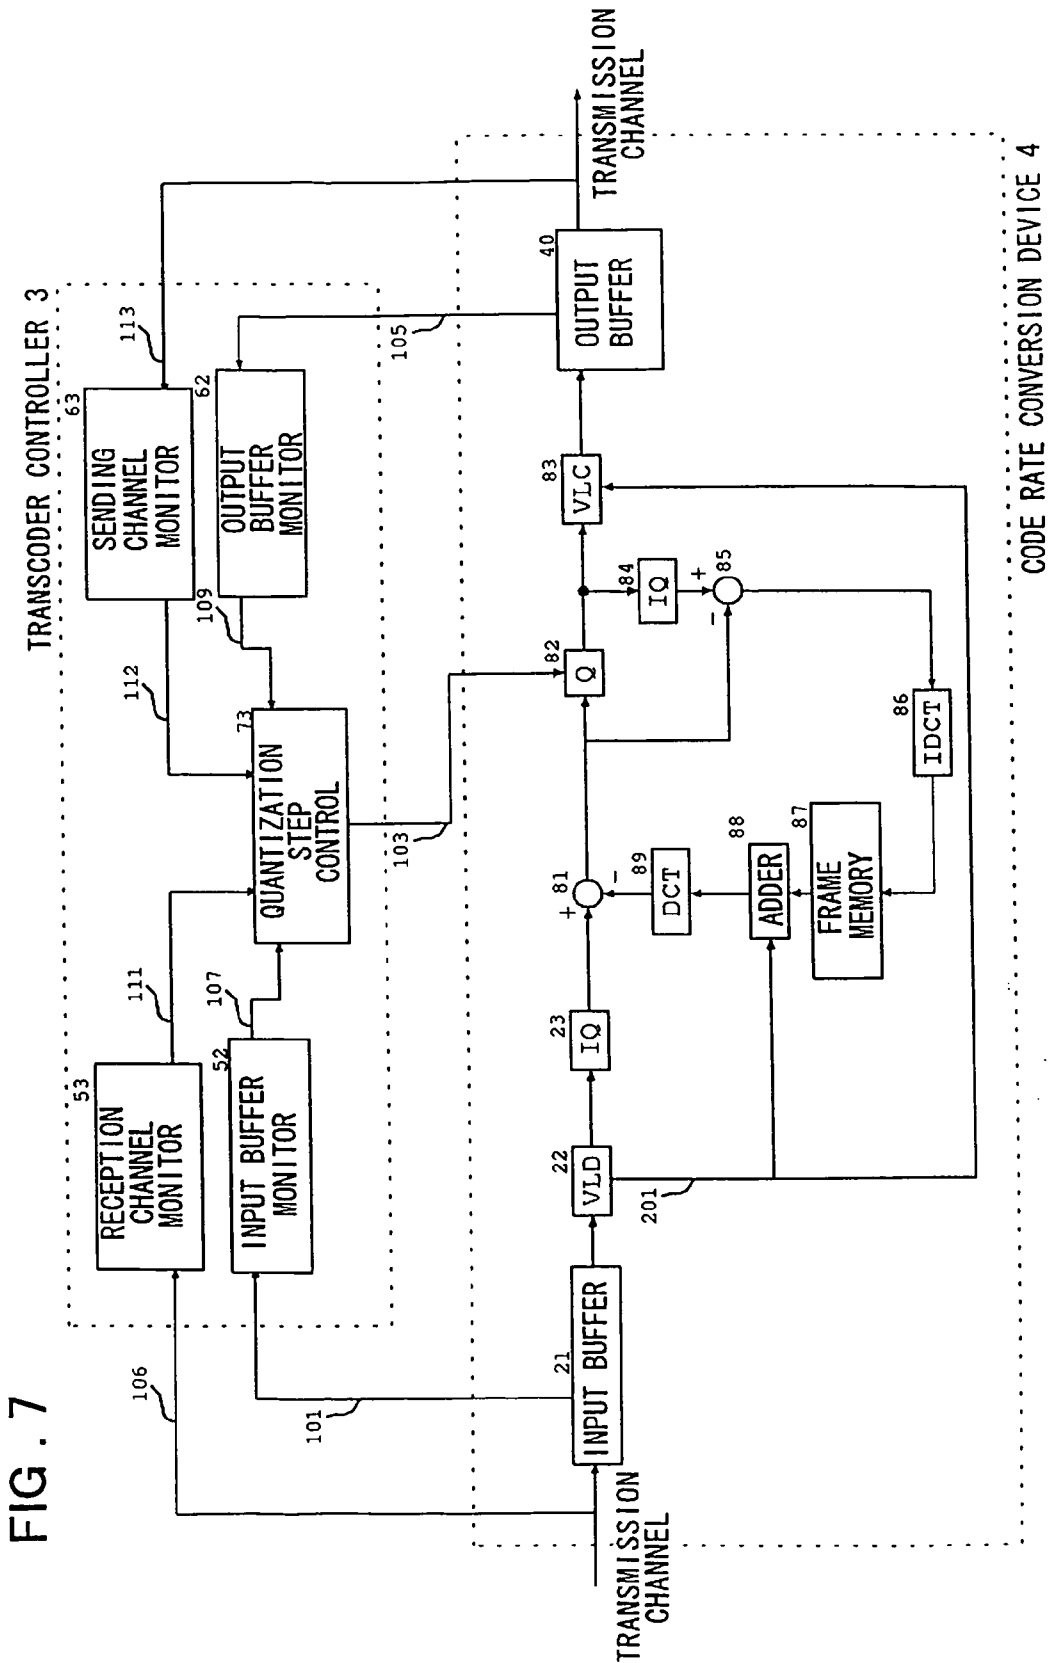 FIG. 7
TRANSCODER CONTROLLER 3
106
53
RECEPTION
CHANNEL
MONITOR
111
112
63
SENDING
CHANNEL
MONITOR
113
101
52
INPUT BUFFER
MONITOR
107
73
QUANTIZATION
STEP
CONTROL
109
62
OUTPUT
BUFFER
MONITOR
103
105
TRANSMISSION
CHANNEL
21
INPUT BUFFER
22
VLD
23
IQ
+
81
-
82
Q
83
VLC
40
OUTPUT
BUFFER
TRANSMISSION
CHANNEL
201
89
DCT
84
IQ
+
85
-
88
ADDER
87
FRAME
MEMORY
86
IDCT
CODE RATE CONVERSION DEVICE 4